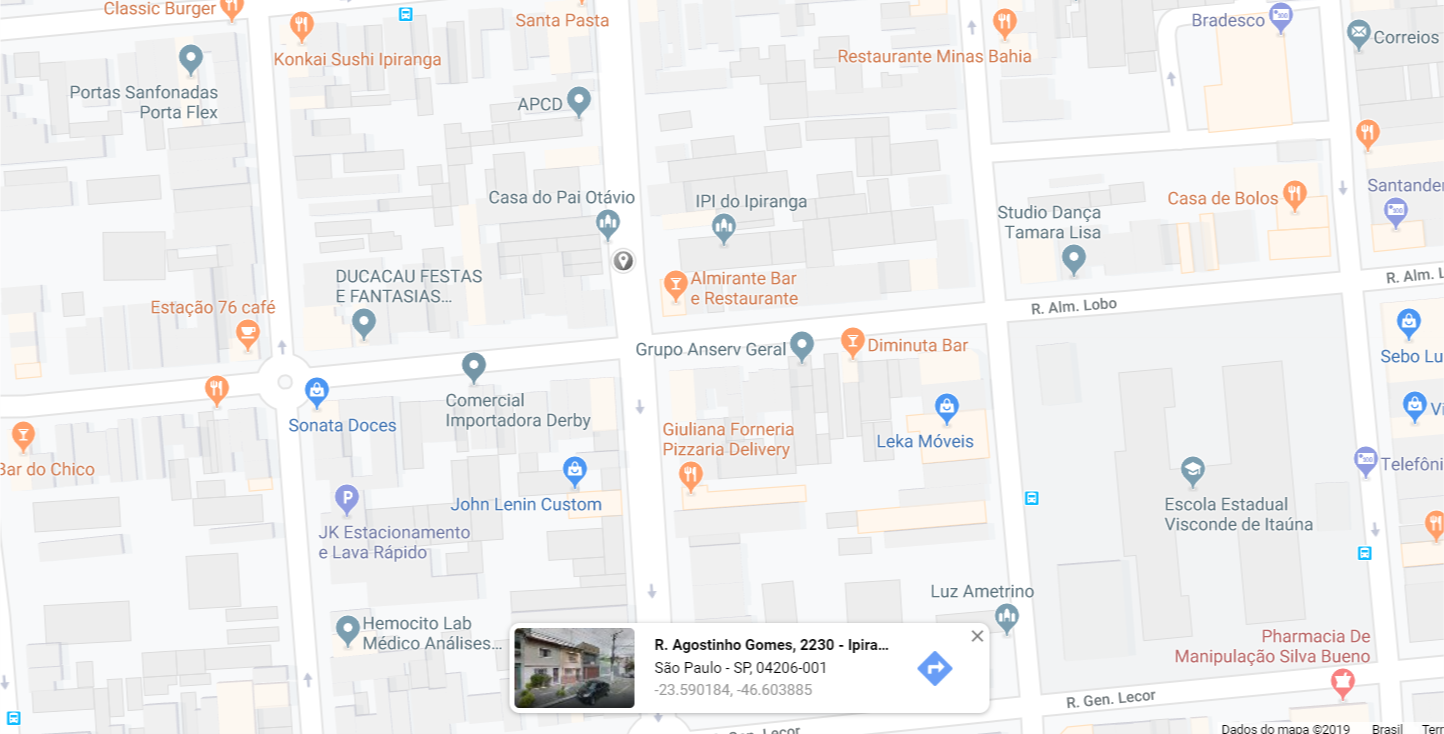 Classic Burger
Konkai Sushi Ipiranga
Santa Pasta
Restaurante Minas Bahia
Bradesco
Correios
Portas Sanfonadas
Porta Flex
APCD
Casa do Pai Otávio
IPI do Ipiranga
Studio Dança
Tamara Lisa
Casa de Bolos
Santander
DUCACAU FESTAS
E FANTASIAS...
Almirante Bar
e Restaurante
R. Alm. L
Estação 76 café
R. Alm. Lobo
Grupo Anserv Geral
Diminuta Bar
Sebo Lu
Comercial
Importadora Derby
Sonata Doces
Giuliana Forneria
Pizzaria Delivery
Leka Móveis
Vi
Bar do Chico
Telefôni
John Lenin Custom
P
JK Estacionamento
e Lava Rápido
Escola Estadual
Visconde de Itaúna
Luz Ametrino
Hemocito Lab
Médico Análises...
R. Agostinho Gomes, 2230 - Ipira...
São Paulo - SP, 04206-001
-23.590184, -46.603885
Pharmacia De
Manipulação Silva Bueno
R. Gen. Lecor
Gen. Lecor
Dados do mapa ©2019 Brasil Term